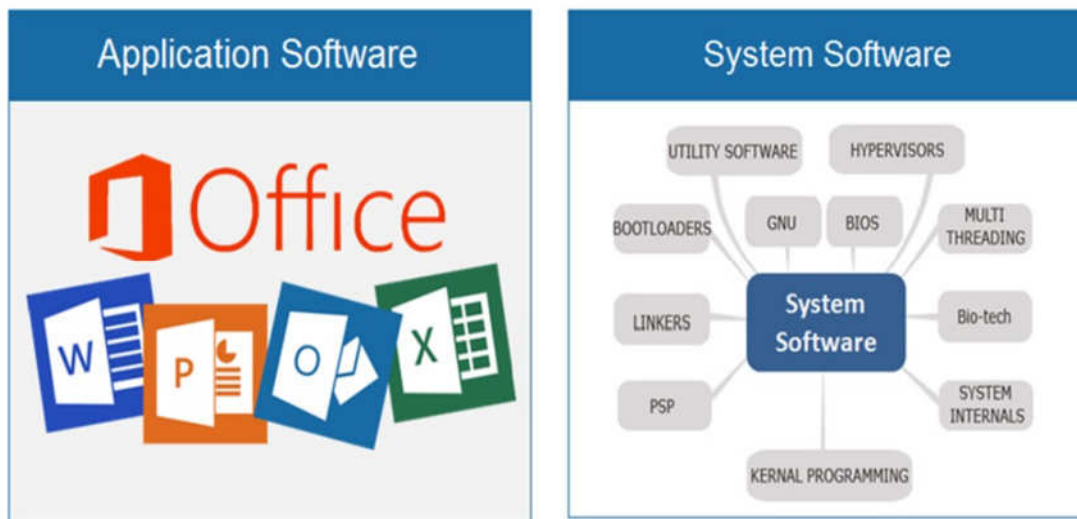 Application Software
Office
W
P
O
X
System Software
UTILITY SOFTWARE
HYPERVISORS
BOOTLOADERS
GNU
BIOS
MULTI
THREADING
System
Software
LINKERS
Bio-tech
PSP
SYSTEM
INTERNALS
KERNAL PROGRAMMING